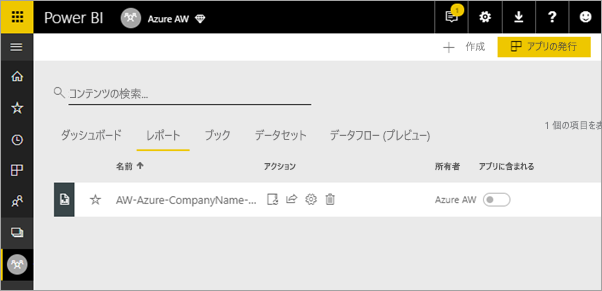 Power BI Azure AW 1
作成 アプリの発行
コンテンツの検索...
1 個の項目を
ダッシュボード レポート ブック データセット データフロー (プレビュー)
名前 アクション 所有者 アプリに含まれる
AW-Azure-CompanyName-... Azure AW